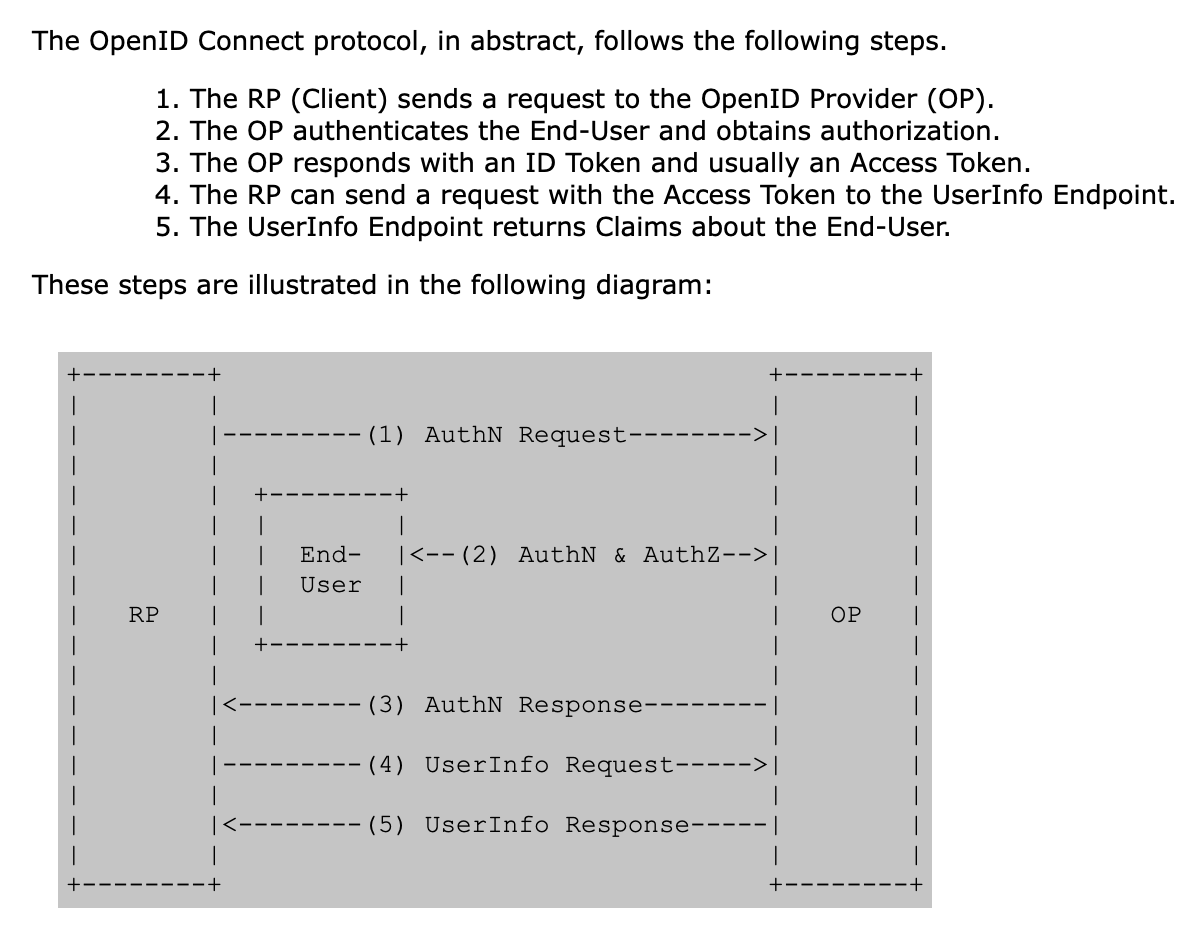 The OpenID Connect protocol, in abstract, follows the following steps.
1. The RP (Client) sends a request to the OpenID Provider (OP).
2. The OP authenticates the End-User and obtains authorization.
3. The OP responds with an ID Token and usually an Access Token.
4. The RP can send a request with the Access Token to the UserInfo Endpoint.
5. The UserInfo Endpoint returns Claims about the End-User.
These steps are illustrated in the following diagram:
+--------+                                   +--------+
|        |                                   |        |
|        |---------(1) AuthN Request-------->|        |
|        |                                   |        |
|        |  +--------+                       |        |
|        |  |        |                       |        |
|        |  |  End-  |<--(2) AuthN & AuthZ-->|        |
|        |  |  User  |                       |        |
|   RP   |  |        |                       |   OP   |
|        |  +--------+                       |        |
|        |                                   |        |
|        |<--------(3) AuthN Response--------|        |
|        |                                   |        |
|        |---------(4) UserInfo Request----->|        |
|        |                                   |        |
|        |<--------(5) UserInfo Response-----|        |
|        |                                   |        |
+--------+                                   +--------+